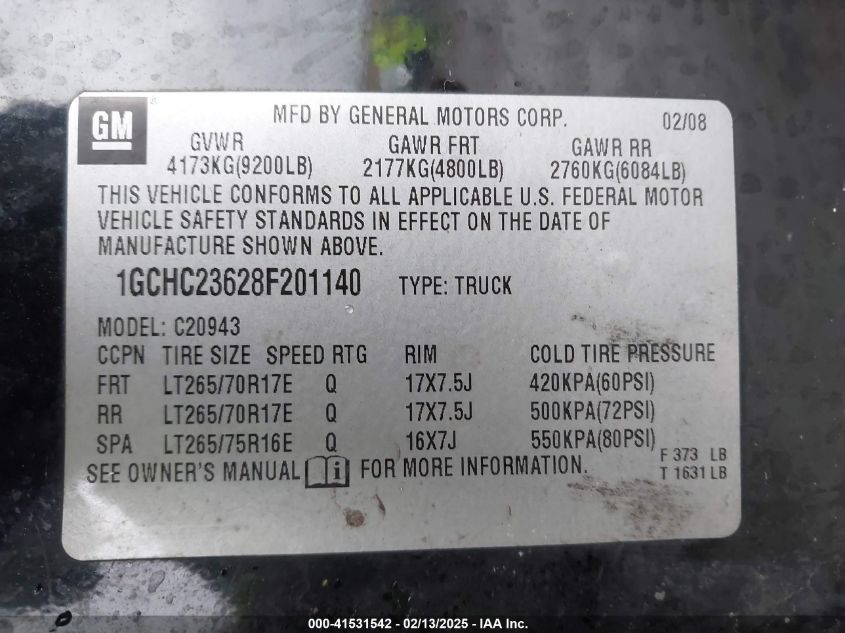 GM
MFD BY GENERAL MOTORS CORP. 02/08
GVWR GAWR FRT GAWR RR
4173KG(9200LB) 2177KG(4800LB) 2760KG(6084LB)
THIS VEHICLE CONFORMS TO ALL APPLICABLE U.S. FEDERAL MOTOR
VEHICLE SAFETY STANDARDS IN EFFECT ON THE DATE OF
MANUFACTURE SHOWN ABOVE.
1GCHC23628F201140 TYPE: TRUCK
MODEL: C20943
CCPN TIRE SIZE SPEED RTG RIM COLD TIRE PRESSURE
FRT LT265/70R17E Q 17X7.5J 420KPA(60PSI)
RR LT265/70R17E Q 17X7.5J 500KPA(72PSI)
SPA LT265/75R16E Q 16X7J 550KPA(80PSI)
F 373 LB
SEE OWNER'S MANUAL i FOR MORE INFORMATION.
T 1631 LB
000-41531542 - 02/13/2025 - IAA Inc.